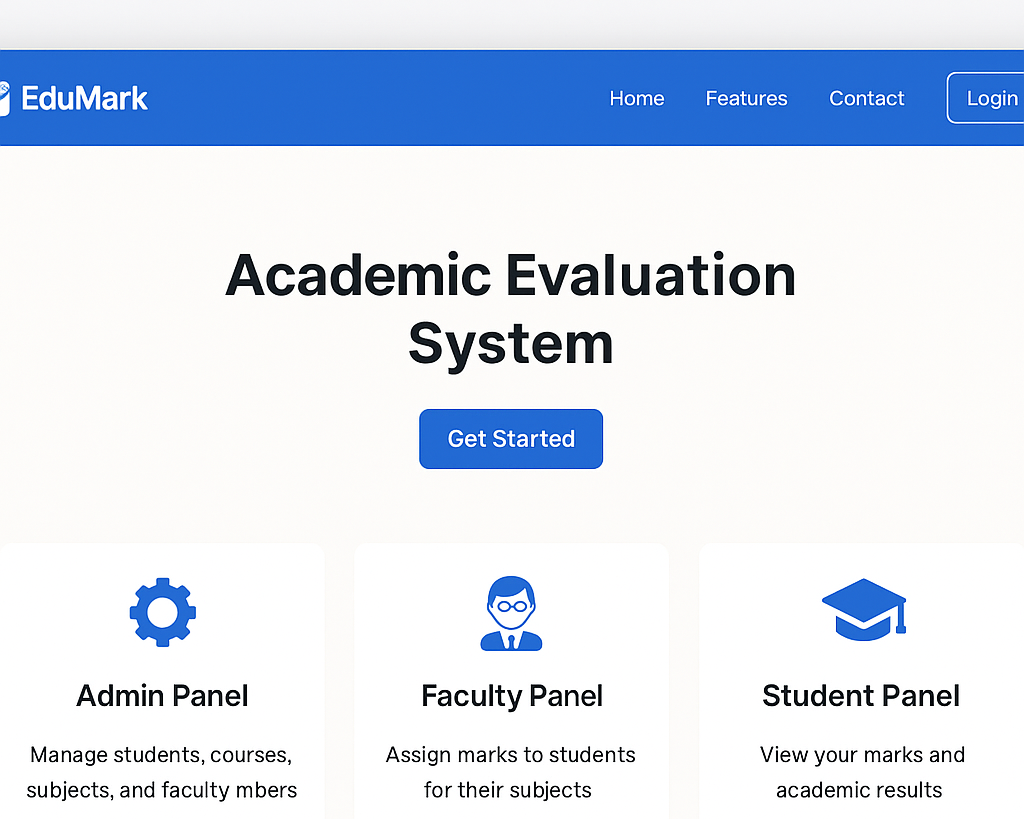 EduMark
Home Features Contact Login
Academic Evaluation
System
Get Started
Admin Panel
Manage students, courses,
subjects, and faculty mbers
Faculty Panel
Assign marks to students
for their subjects
Student Panel
View your marks and
academic results